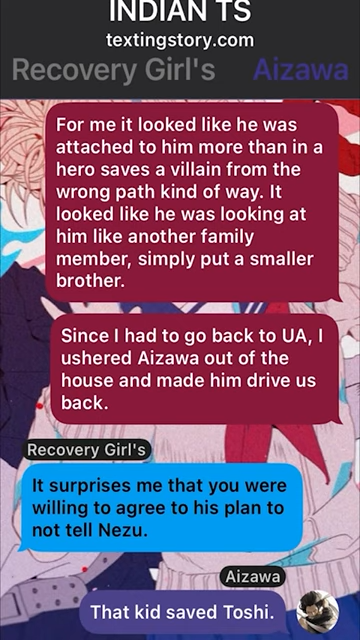 INDIAN TS
textingstory.com
Recovery Girl's Aizawa
For me it looked like he was
attached to him more than in a
hero saves a villain from the
wrong path kind of way. It
looked like he was looking at
him like another family
member, simply put a smaller
brother.
Since I had to go back to UA, I
ushered Aizawa out of the
house and made him drive us
back.
Recovery Girl's
It surprises me that you were
willing to agree to his plan to
not tell Nezu.
Aizawa
That kid saved Toshi.